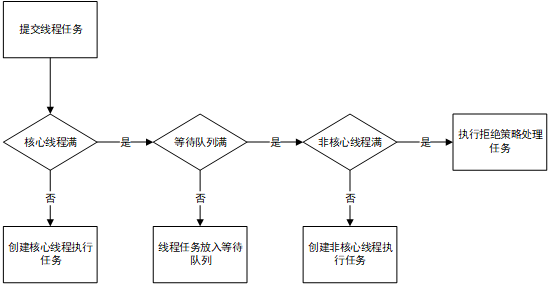 提交线程任务
核心线程满
是
等待队列满
是
非核心线程满
是
执行拒绝策略处理
任务
否
否
否
创建核心线程执行
任务
线程任务放入等待
队列
创建非核心线程执
行任务